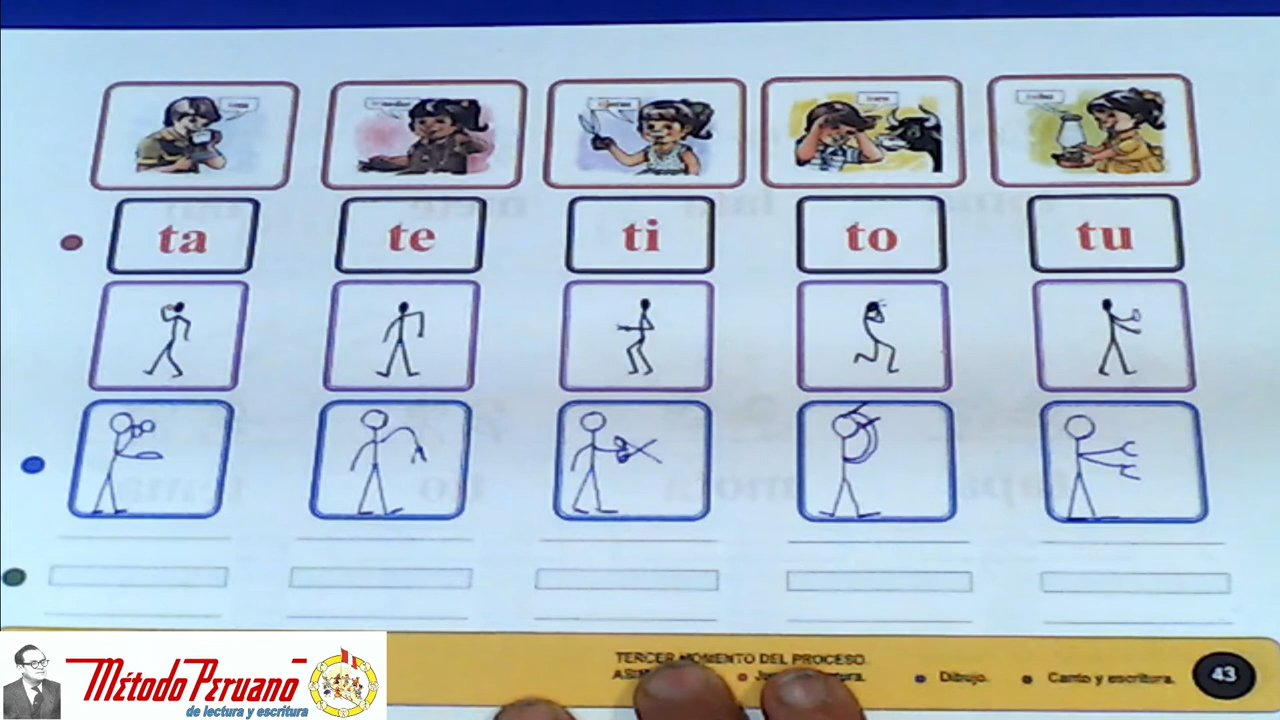 ta te ti to tu
TERCER MOMENTO DEL PROCESO.
Dibujo. Canto y escritura.
43
Método Peruano
de lectura y escritura